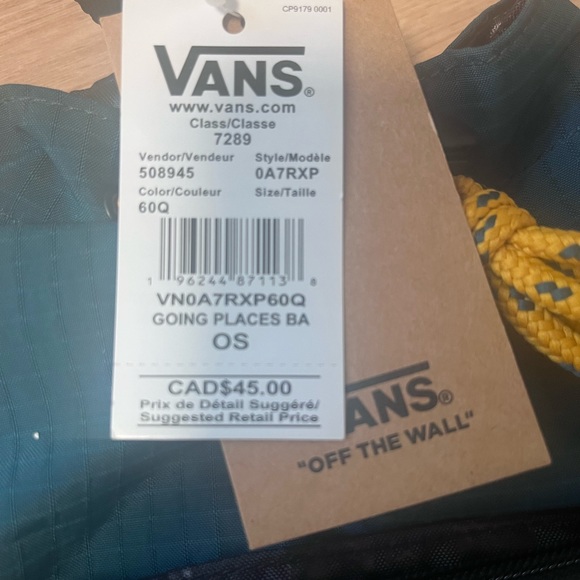 CP9179 0001
VANS®
www.vans.com
Class/Classe
7289
Vendor/Vendeur Style/Modèle
508945 0A7RXP
Color/Couleur Size/Taille
60Q
1 96244 87113 8
VN0A7RXP60Q
GOING PLACES BA
OS
CAD$45.00
Prix de Détail Suggéré/
Suggested Retail Price
ANS®
"OFF THE WALL"